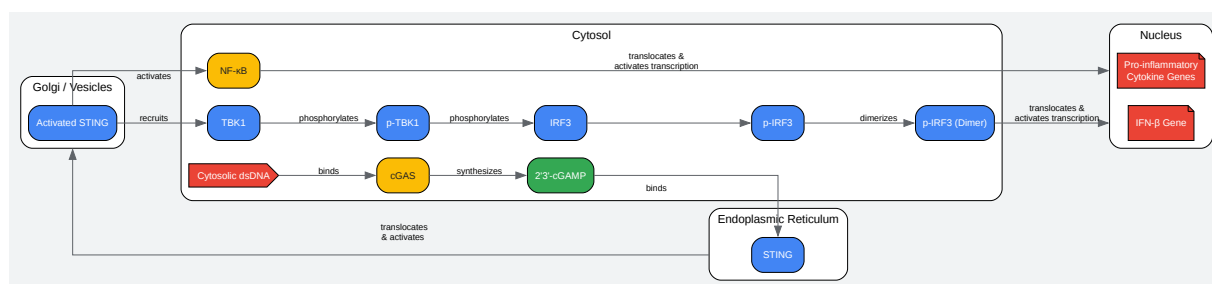 Cytosol
Nucleus
translocates &
activates transcription
Pro-inflammatory
Cytokine Genes
NF-κB
activates
Golgi / Vesicles
Activated STING
recruits
TBK1
phosphorylates
p-TBK1
phosphorylates
IRF3
p-IRF3
dimerizes
p-IRF3 (Dimer)
translocates &
activates transcription
IFN-β Gene
Cytosolic dsDNA
binds
cGAS
synthesizes
2'3'-cGAMP
binds
Endoplasmic Reticulum
STING
translocates
& activates